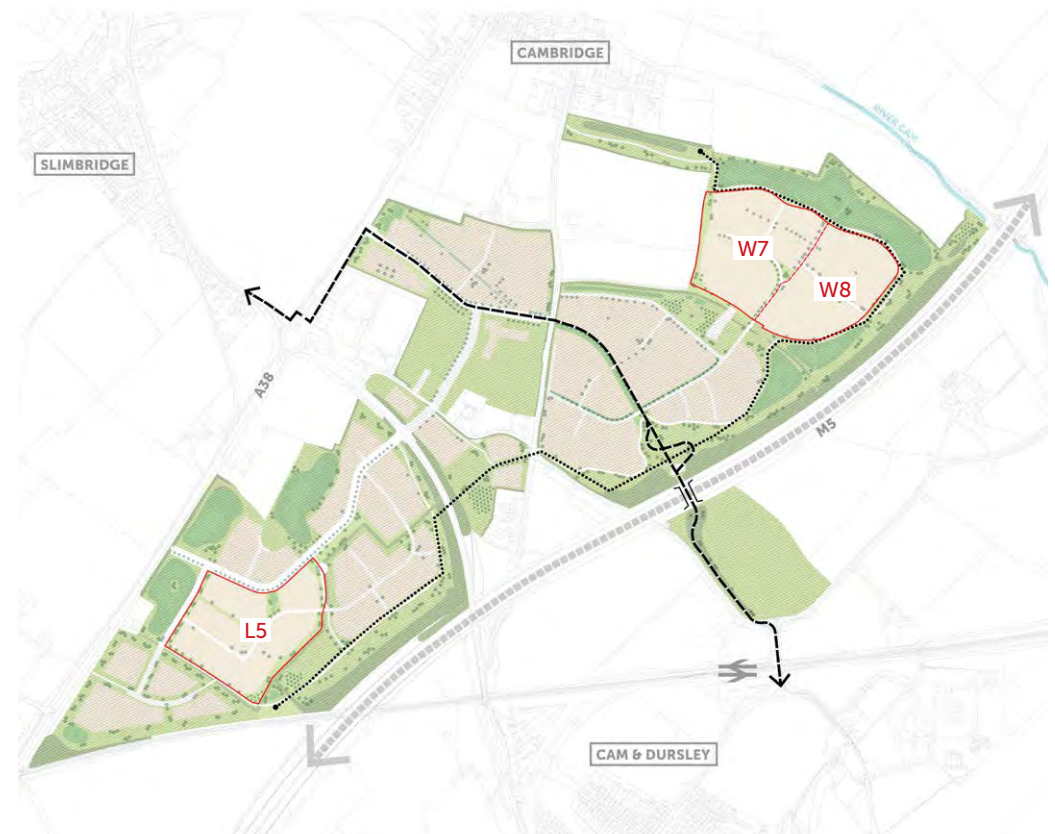 CAMBRIDGE
SLIMBRIDGE
RIVER CAM
W7
W8
A38
M5
L5
CAM & DURSLEY